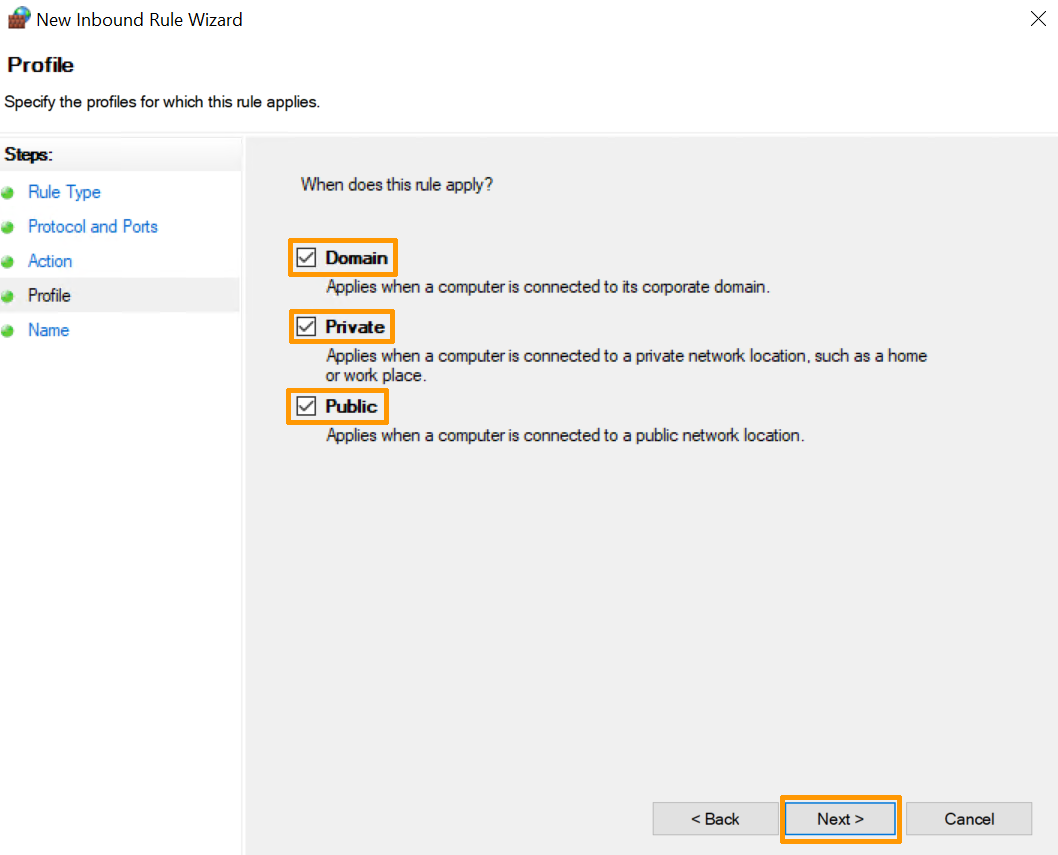 New Inbound Rule Wizard
Profile
Specify the profiles for which this rule applies.
Steps:
Rule Type
Protocol and Ports
Action
Profile
Name
When does this rule apply?
Domain
Applies when a computer is connected to its corporate domain.
Private
Applies when a computer is connected to a private network location, such as a home
or work place.
Public
Applies when a computer is connected to a public network location.
< Back
Next >
Cancel